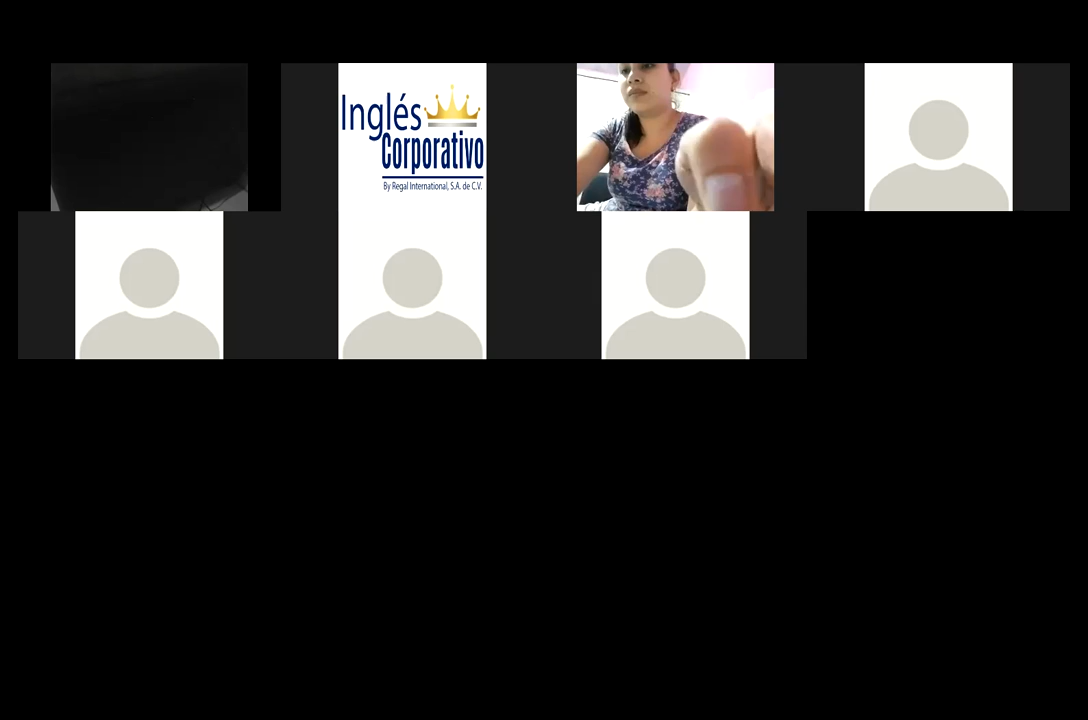 Inglés
Corporativo
By Regal International, S.A. de C.V.